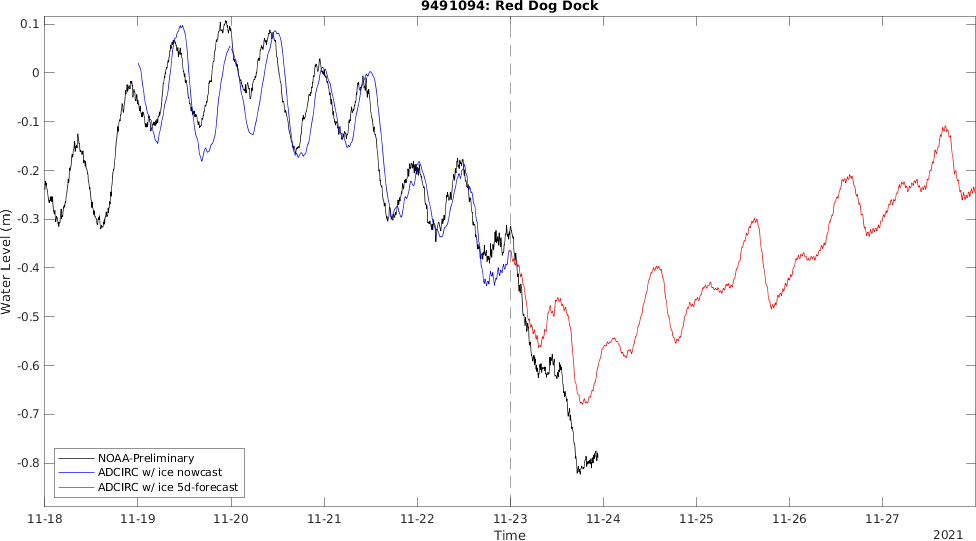 9491094: Red Dog Dock
0.1
0
-0.1
-0.2
-0.3
-0.4
-0.5
-0.6
-0.7
-0.8
Water Level (m)
NOAA-Preliminary
ADCIRC w/ ice nowcast
ADCIRC w/ ice 5d-forecast
11-18 11-19 11-20 11-21 11-22 11-23 11-24 11-25 11-26 11-27
Time
2021